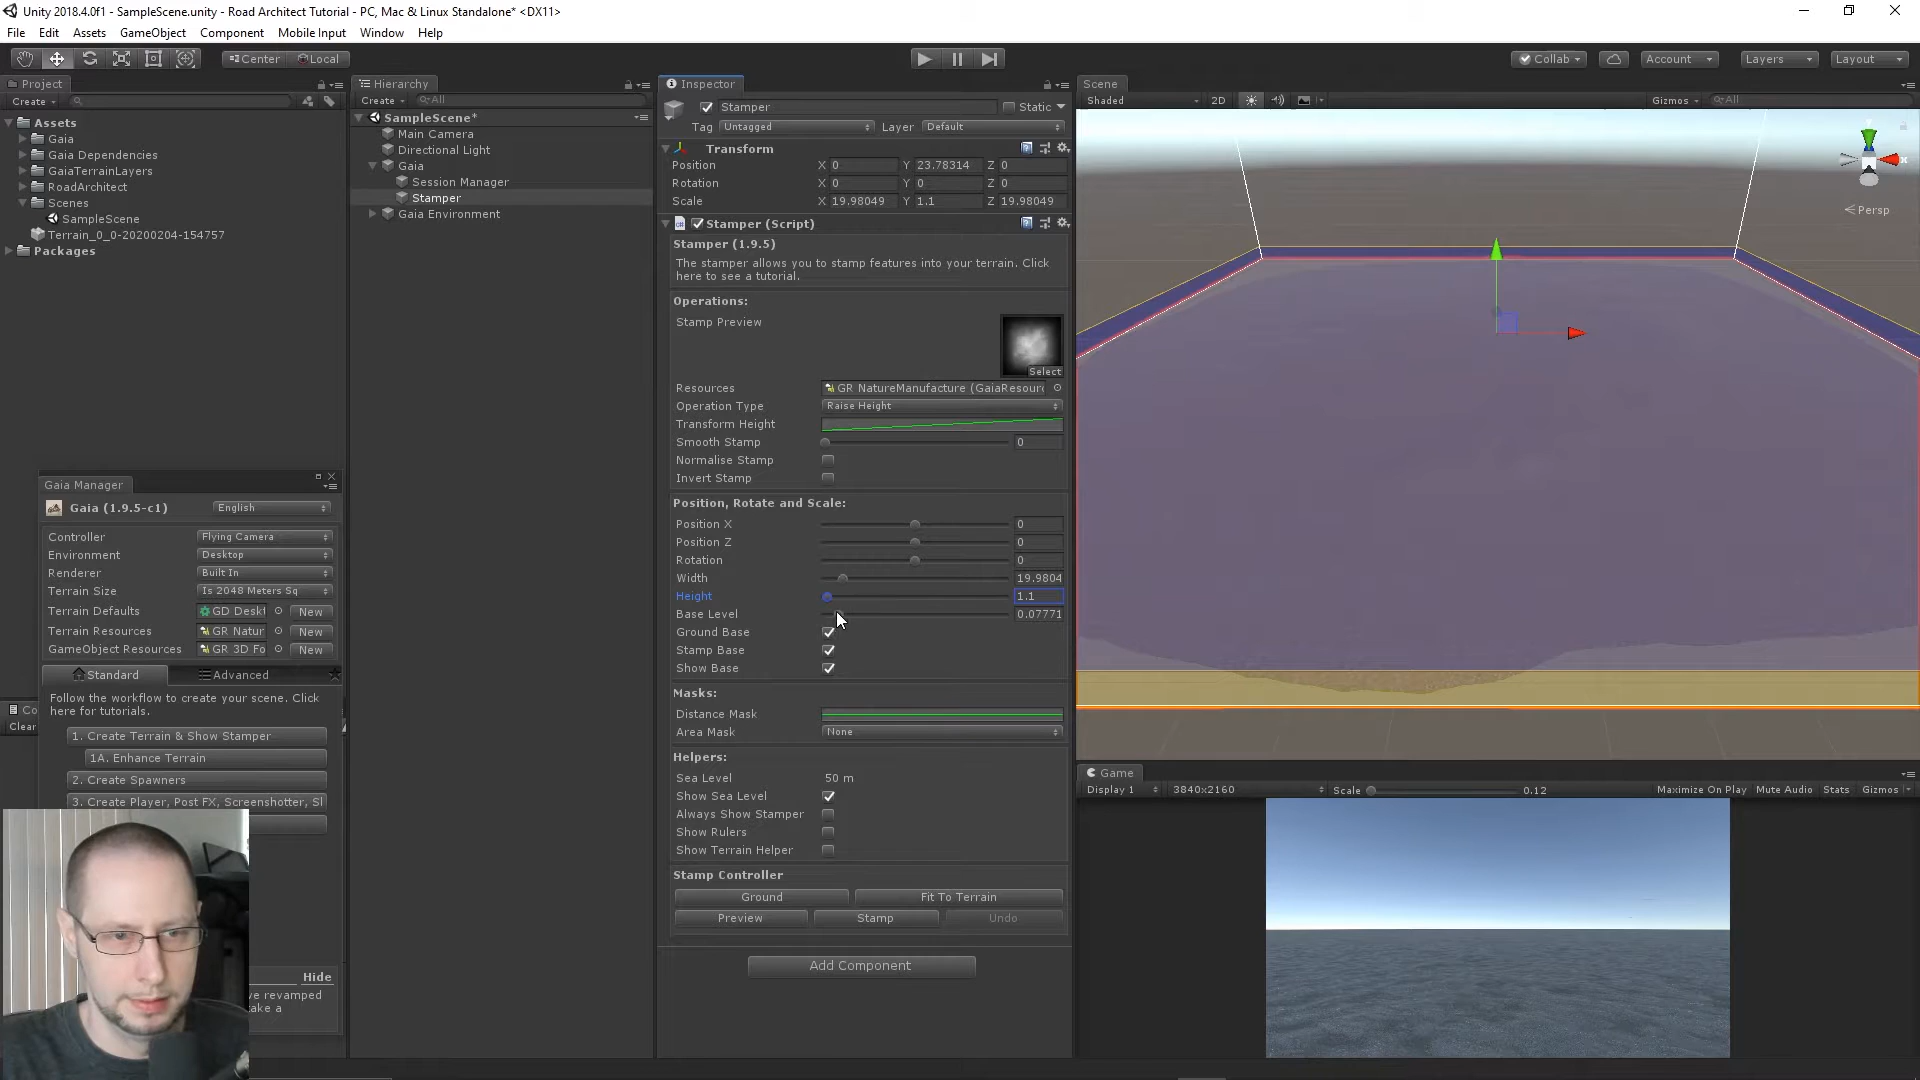 Unity 2018.4.0f1 - SampleScene.unity - Road Architect Tutorial - PC, Mac & Linux Standalone* <DX11>
File Edit Assets GameObject Component Mobile Input Window Help
Center Local Collab Account Layers Layout
Project
Create
Assets
Gaia
Gaia Dependencies
GaiaTerrainLayers
RoadArchitect
Scenes
SampleScene
Terrain_0_0-20200204-154757
Packages
Hierarchy
Create All
SampleScene*
Main Camera
Directional Light
Gaia
Session Manager
Stamper
Gaia Environment
Gaia Manager
Gaia (1.9.5-c1) English
Controller Flying Camera
Environment Desktop
Renderer Built In
Terrain Size Is 2048 Meters Sq
Terrain Defaults GD Deskt New
Terrain Resources GR Natur New
GameObject Resources GR 3D Fo New
Standard Advanced
Follow the workflow to create your scene. Click
here for tutorials.
1. Create Terrain & Show Stamper
1A. Enhance Terrain
2. Create Spawners
3. Create Player, Post FX, Screenshotter, Sl
Co
Clear
Hide
ve revamped
take a
Inspector
Stamper Static
Tag Untagged Layer Default
Transform
Position X 0 Y 23.78314 Z 0
Rotation X 0 Y 0 Z 0
Scale X 19.98049 Y 1.1 Z 19.98049
Stamper (Script)
Stamper (1.9.5)
The stamper allows you to stamp features into your terrain. Click
here to see a tutorial.
Operations:
Stamp Preview
Select
Resources GR NatureManufacture (GaiaResourc
Operation Type Raise Height
Transform Height
Smooth Stamp 0
Normalise Stamp
Invert Stamp
Position, Rotate and Scale:
Position X 0
Position Z 0
Rotation 0
Width 19.9804
Height 1.1
Base Level 0.07771
Ground Base
Stamp Base
Show Base
Masks:
Distance Mask
Area Mask None
Helpers:
Sea Level 50 m
Show Sea Level
Always Show Stamper
Show Rulers
Show Terrain Helper
Stamp Controller
Ground Fit To Terrain
Preview Stamp Undo
Add Component
Scene
Shaded 2D Gizmos All
Persp
Game
Display 1 3840x2160 Scale 0.12 Maximize On Play Mute Audio Stats Gizmos